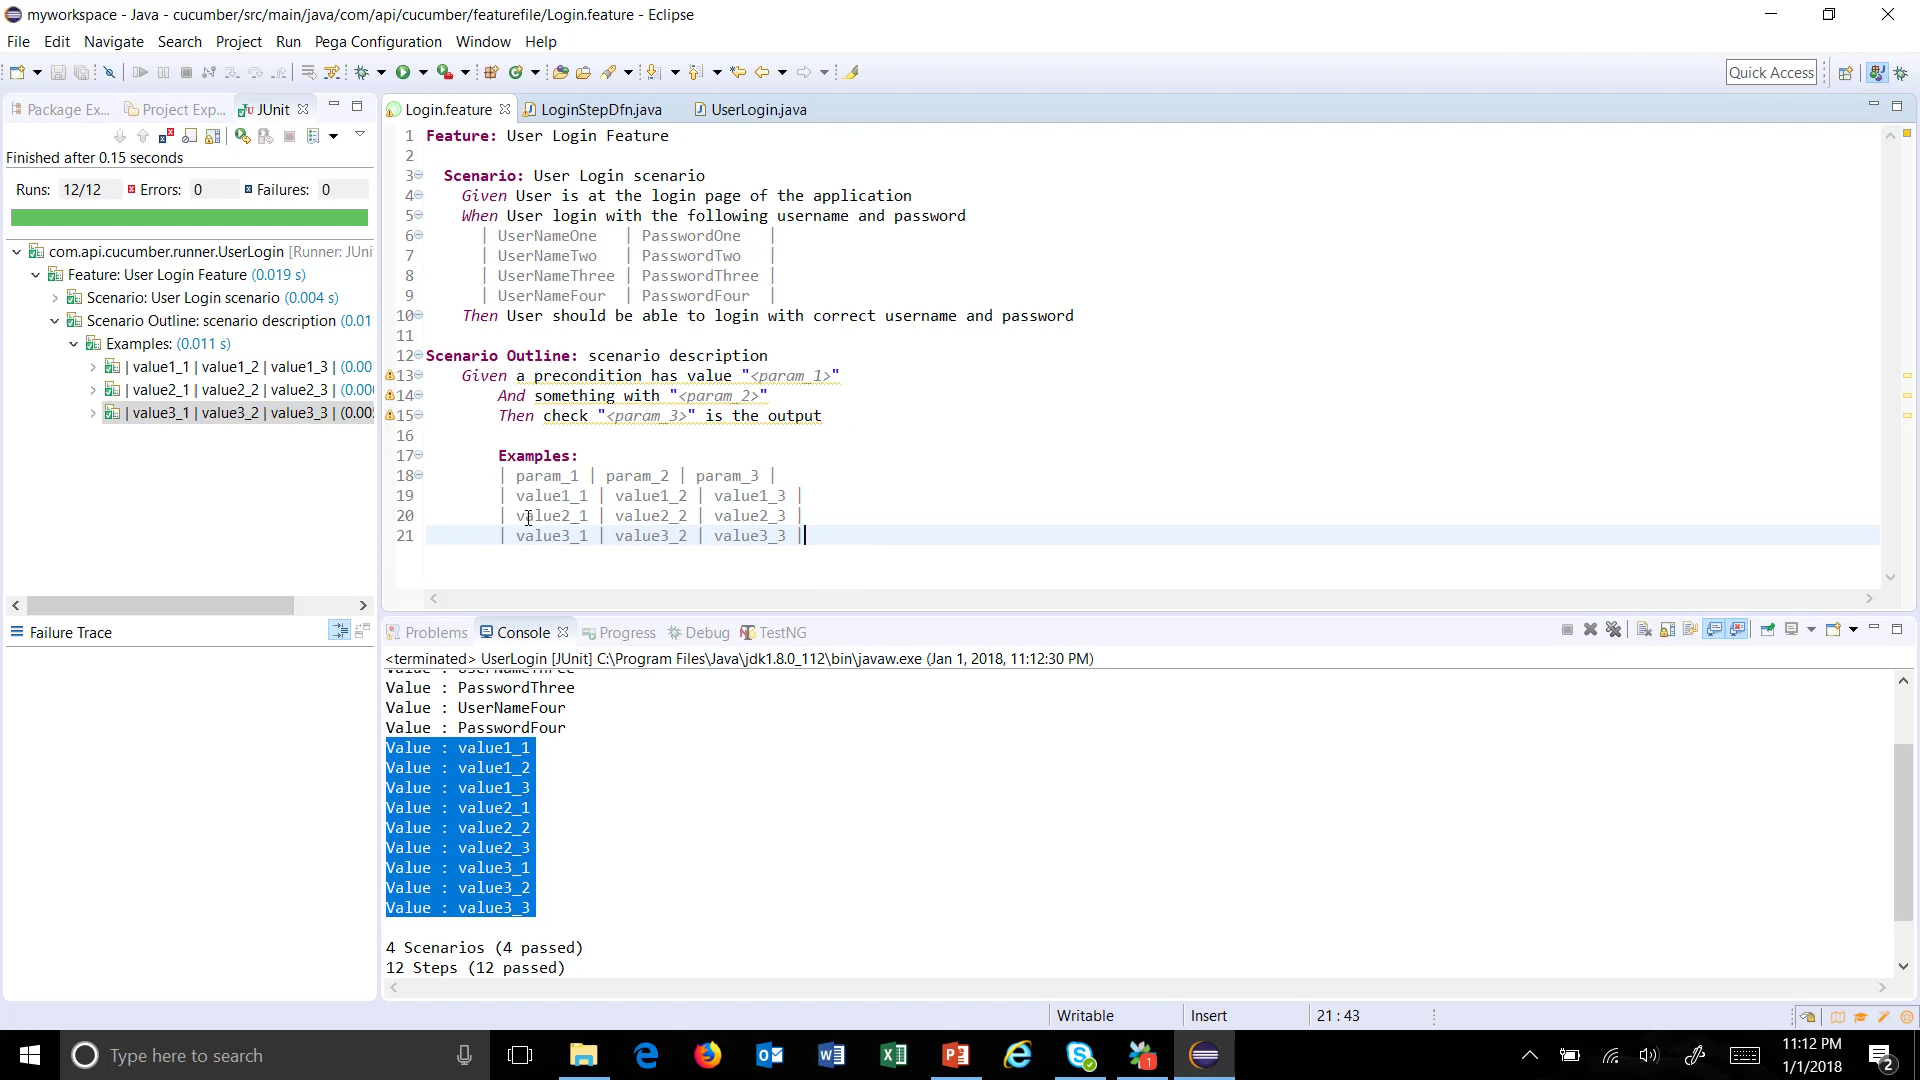 myworkspace - Java - cucumber/src/main/java/com/api/cucumber/featurefile/Login.feature - Eclipse
File Edit Navigate Search Project Run Pega Configuration Window Help
Quick Access
Package Ex... Project Exp... JUnit
Finished after 0.15 seconds
Runs: 12/12 Errors: 0 Failures: 0
com.api.cucumber.runner.UserLogin [Runner: JUni
Feature: User Login Feature (0.019 s)
Scenario: User Login scenario (0.004 s)
Scenario Outline: scenario description (0.01
Examples: (0.011 s)
| value1_1 | value1_2 | value1_3 | (0.00
| value2_1 | value2_2 | value2_3 | (0.00
| value3_1 | value3_2 | value3_3 | (0.005
Failure Trace
Login.feature LoginStepDfn.java UserLogin.java
1 Feature: User Login Feature
2
3 Scenario: User Login scenario
4 Given User is at the login page of the application
5 When User login with the following username and password
6 | UserNameOne | PasswordOne |
7 | UserNameTwo | PasswordTwo |
8 | UserNameThree | PasswordThree |
9 | UserNameFour | PasswordFour |
10 Then User should be able to login with correct username and password
11
12 Scenario Outline: scenario description
13 Given a precondition has value "<param_1>"
14 And something with "<param_2>"
15 Then check "<param_3>" is the output
16
17 Examples:
18 | param_1 | param_2 | param_3 |
19 | value1_1 | value1_2 | value1_3 |
20 | value2_1 | value2_2 | value2_3 |
21 | value3_1 | value3_2 | value3_3 |
Problems Console Progress Debug TestNG
<terminated> UserLogin [JUnit] C:\Program Files\Java\jdk1.8.0_112\bin\javaw.exe (Jan 1, 2018, 11:12:30 PM)
Value : UserNameThree
Value : PasswordThree
Value : UserNameFour
Value : PasswordFour
Value : value1_1
Value : value1_2
Value : value1_3
Value : value2_1
Value : value2_2
Value : value2_3
Value : value3_1
Value : value3_2
Value : value3_3
4 Scenarios (4 passed)
12 Steps (12 passed)
Writable Insert 21 : 43
Type here to search
1
11:12 PM
1/1/2018
2